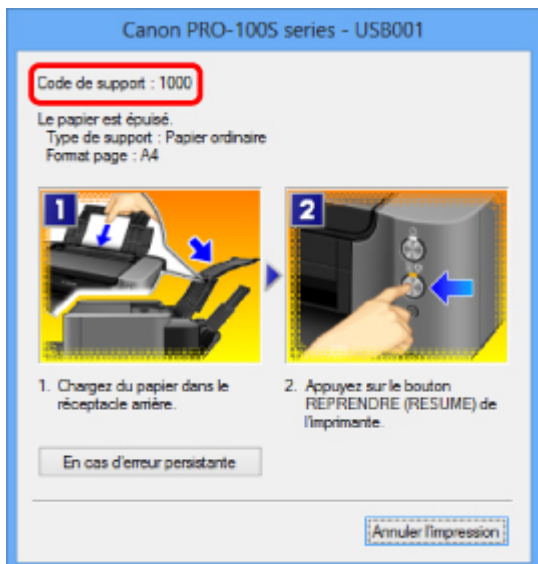 Canon PRO-100S series - USB001
Code de support : 1000
Le papier est épuisé.
Type de support : Papier ordinaire
Format page : A4
1
2
1. Chargez du papier dans le
réceptacle arrière.
2. Appuyez sur le bouton
REPRENDRE (RESUME) de
l'imprimante.
En cas d'erreur persistante
Annuler l'impression